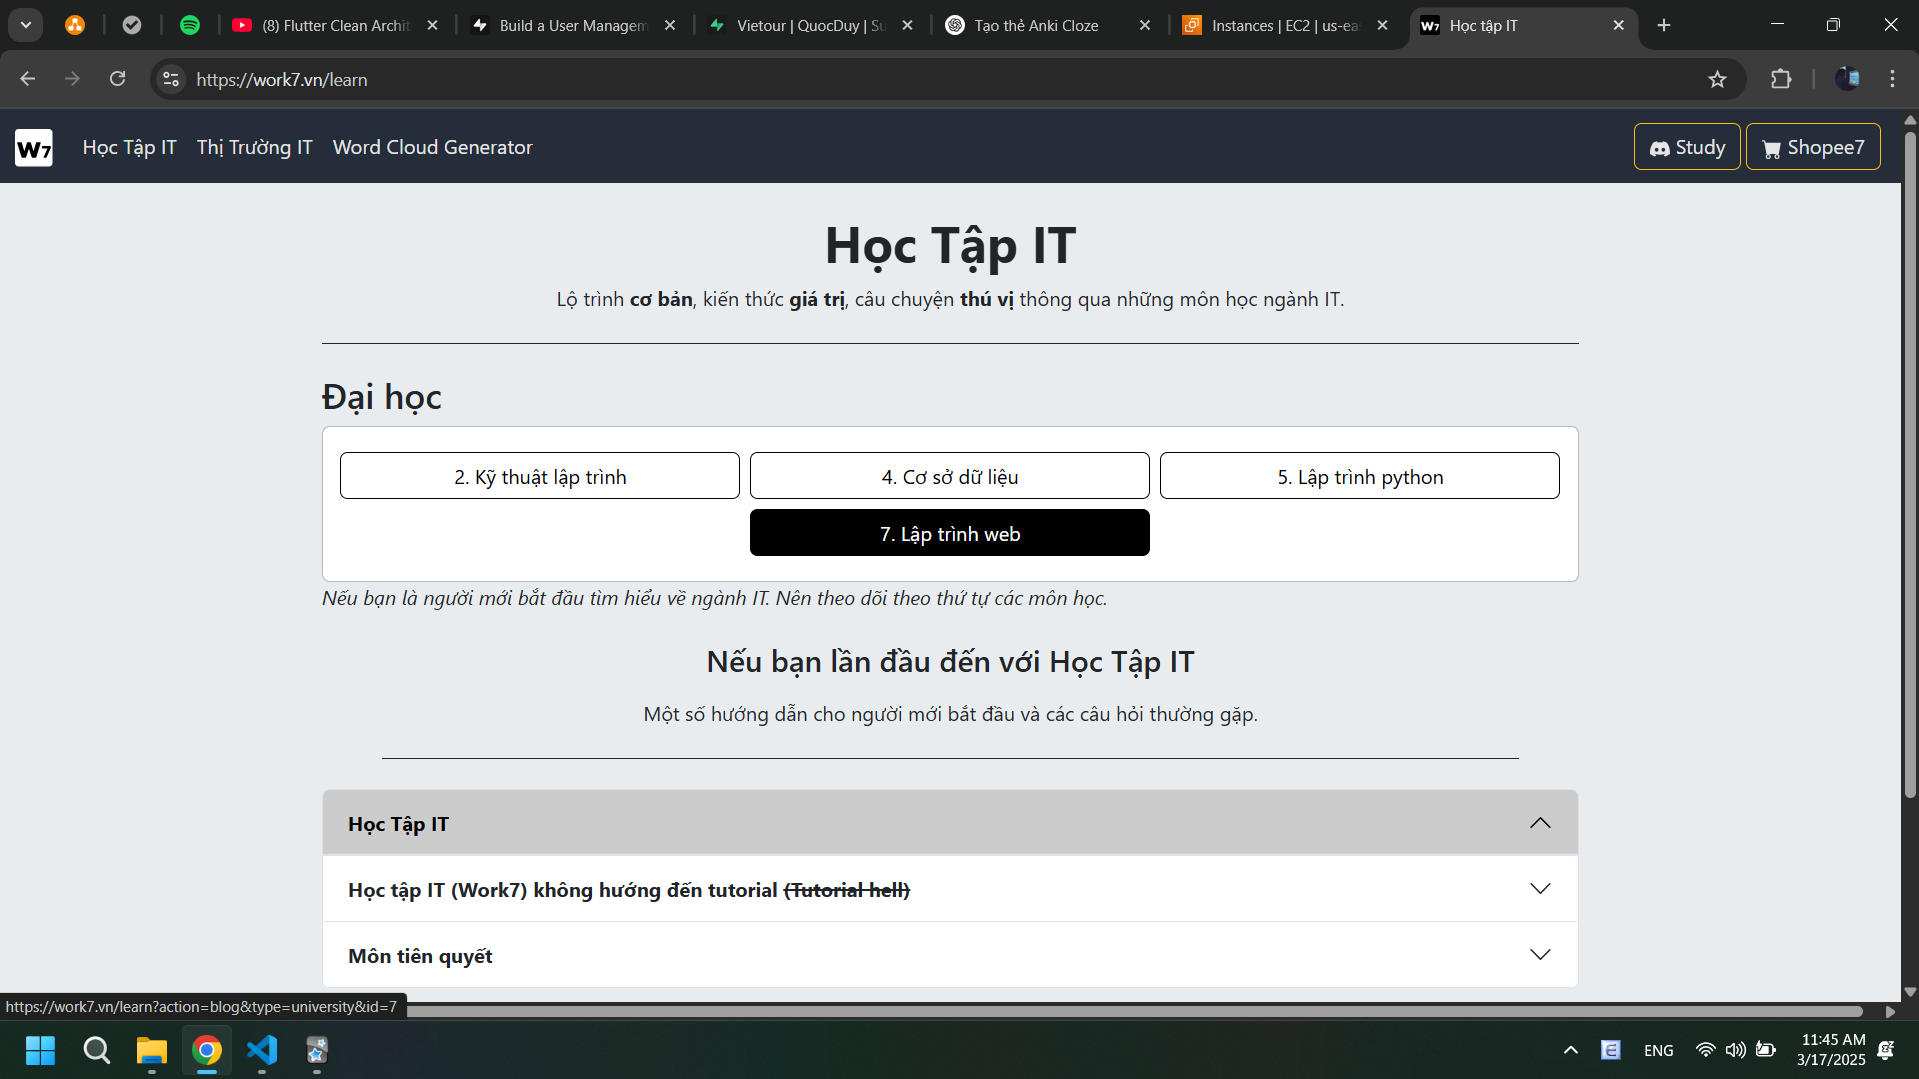 (8) Flutter Clean Archit
Build a User Managem
Vietour | QuocDuy | Su
Tạo thẻ Anki Cloze
Instances | EC2 | us-eas
Học tập IT
https://work7.vn/learn
W7
Học Tập IT
Thị Trường IT
Word Cloud Generator
Study
Shopee7
Học Tập IT
Lộ trình cơ bản, kiến thức giá trị, câu chuyện thú vị thông qua những môn học ngành IT.
Đại học
2. Kỹ thuật lập trình
4. Cơ sở dữ liệu
5. Lập trình python
7. Lập trình web
Nếu bạn là người mới bắt đầu tìm hiểu về ngành IT. Nên theo dõi theo thứ tự các môn học.
Nếu bạn lần đầu đến với Học Tập IT
Một số hướng dẫn cho người mới bắt đầu và các câu hỏi thường gặp.
Học Tập IT
Học tập IT (Work7) không hướng đến tutorial (Tutorial hell)
Môn tiên quyết
https://work7.vn/learn?action=blog&type=university&id=7
ENG
11:45 AM
3/17/2025